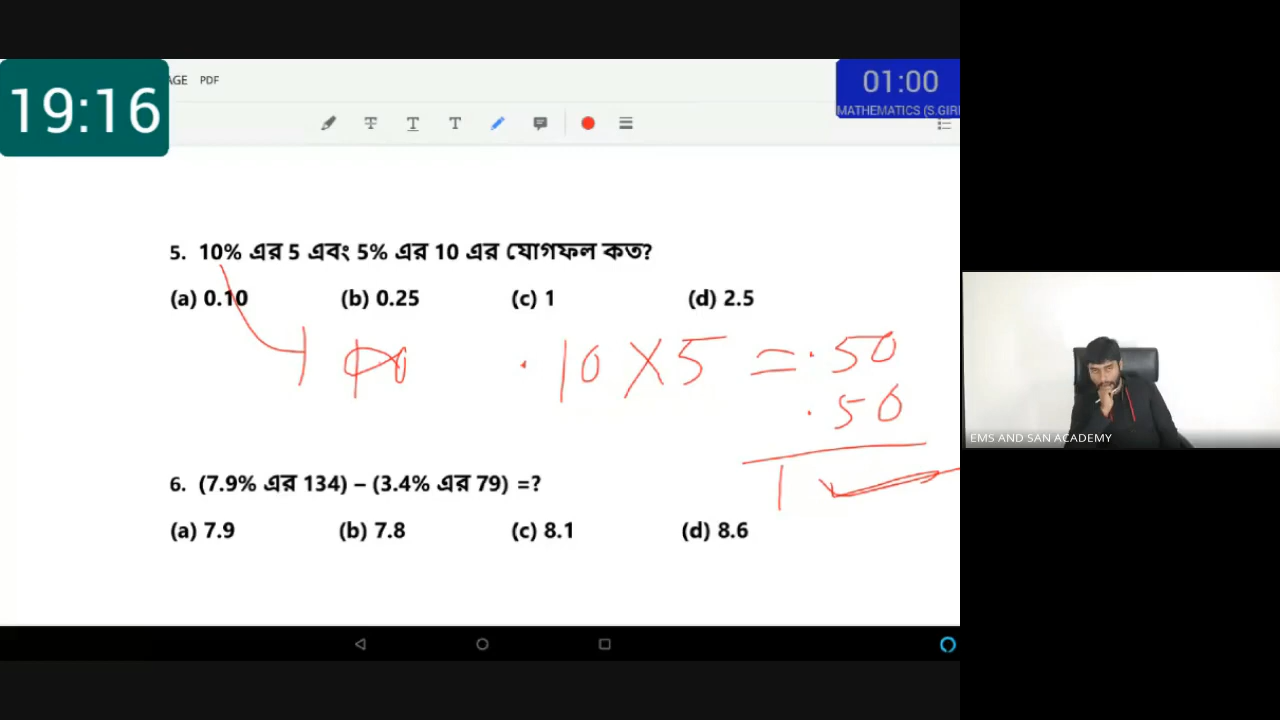 19:16
AGE PDF
01:00
MATHEMATICS (S.GIRI
5. 10% এর 5 এবং 5% এর 10 এর যোগফল কত?
(a) 0.10 (b) 0.25 (c) 1 (d) 2.5
.10 X 5 = .50
.50
1
6. (7.9% এর 134) – (3.4% এর 79) =?
(a) 7.9 (b) 7.8 (c) 8.1 (d) 8.6
EMS AND SAN ACADEMY